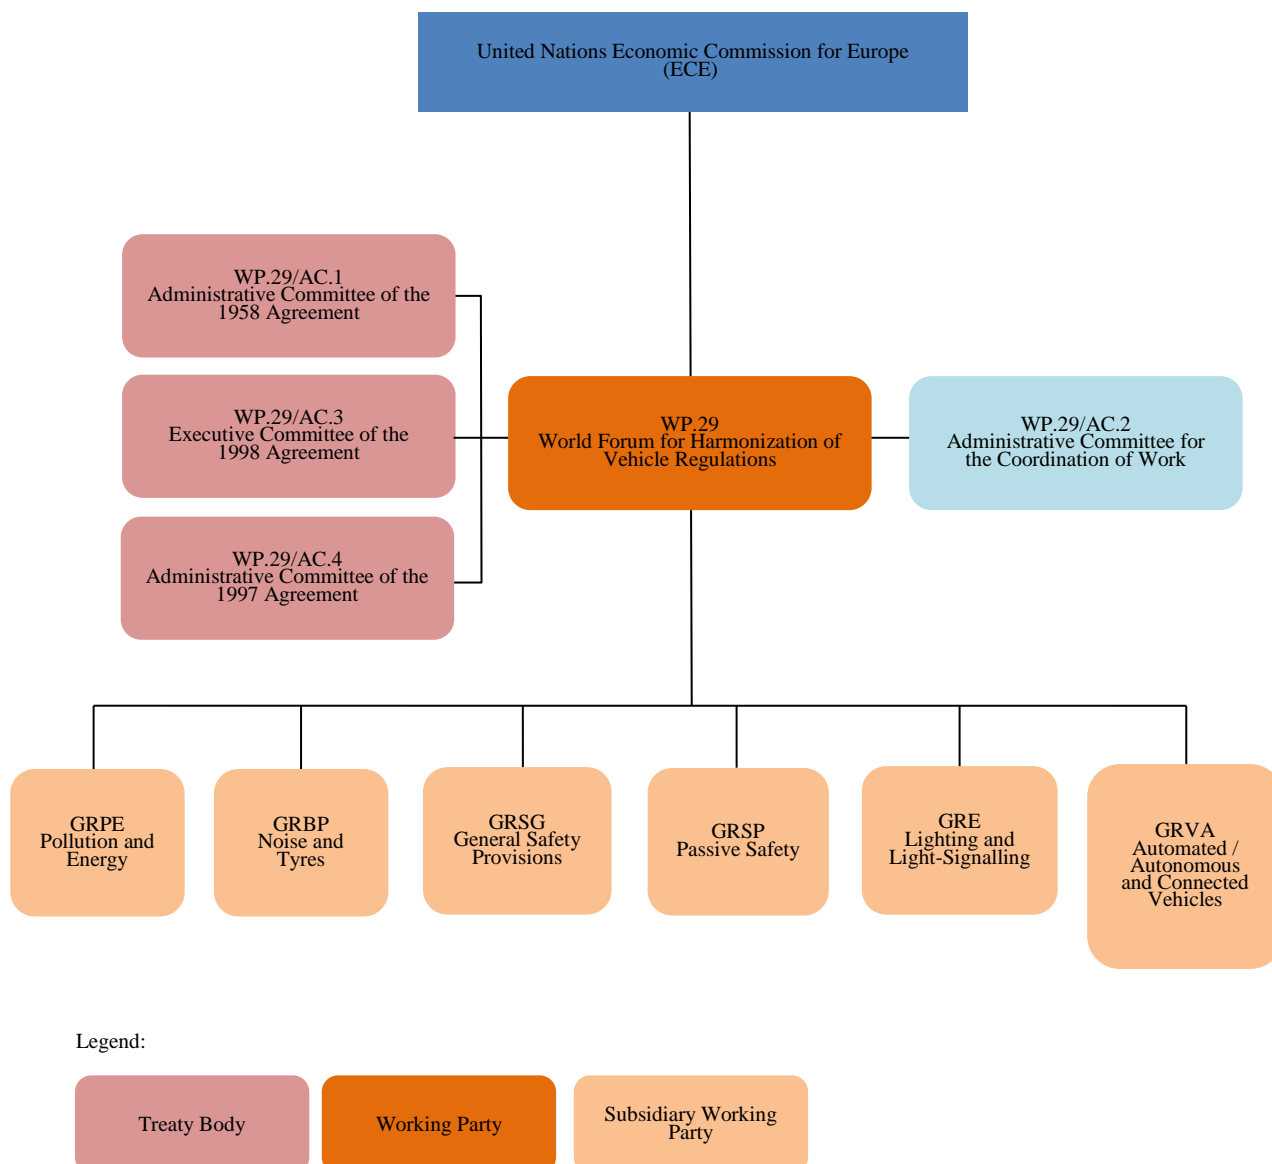 United Nations Economic Commission for Europe
(ECE)
WP.29/AC.1
Administrative Committee of the
1958 Agreement
WP.29/AC.3
Executive Committee of the
1998 Agreement
WP.29
World Forum for Harmonization of
Vehicle Regulations
WP.29/AC.2
Administrative Committee for
the Coordination of Work
WP.29/AC.4
Administrative Committee of the
1997 Agreement
GRPE
Pollution and
Energy
GRBP
Noise and
Tyres
GRSG
General Safety
Provisions
GRSP
Passive Safety
GRE
Lighting and
Light-Signalling
GRVA
Automated /
Autonomous
and Connected
Vehicles
Legend:
Treaty Body
Working Party
Subsidiary Working
Party